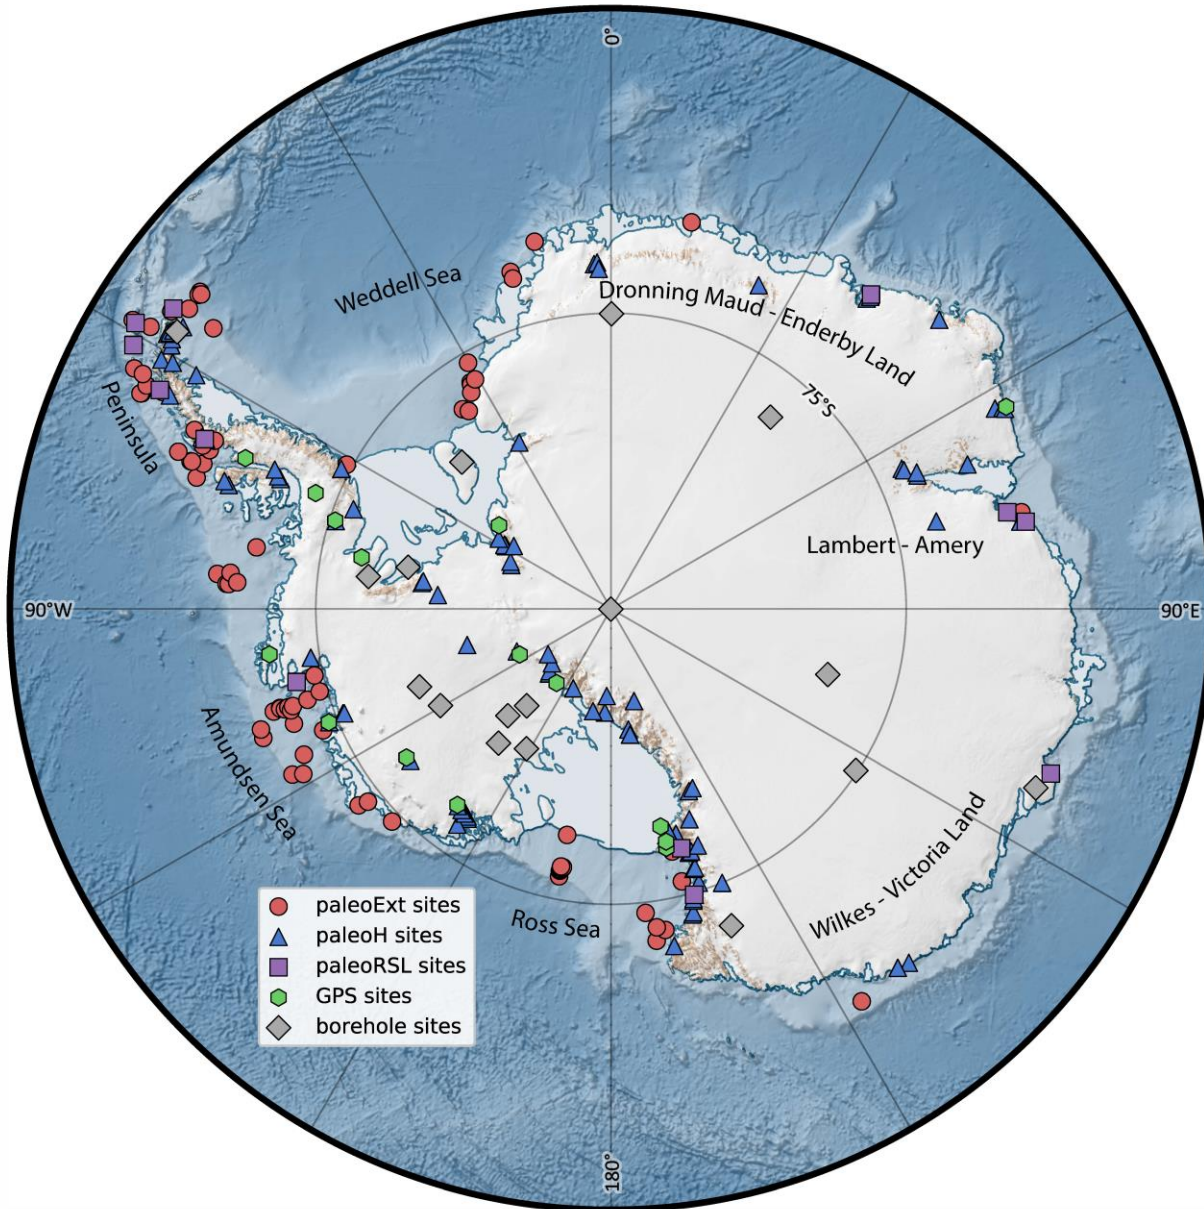 0°
Weddell Sea
Dronning Maud - Enderby Land
75°S
Peninsula
Lambert - Amery
90°W
90°E
Amundsen Sea
Wilkes - Victoria Land
Ross Sea
paleoExt sites
paleoH sites
paleoRSL sites
GPS sites
borehole sites
180°